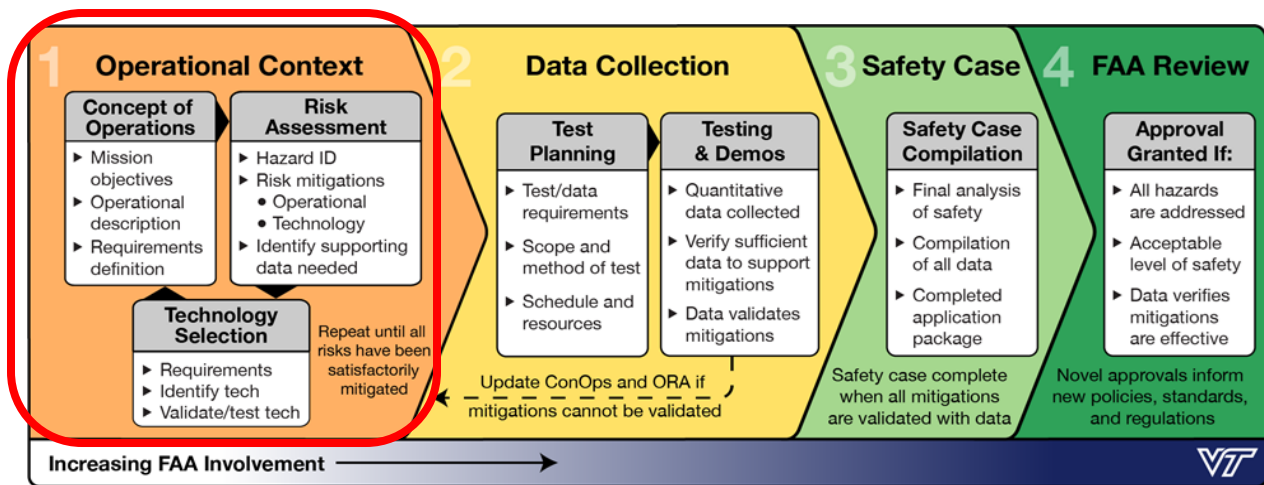 1 Operational Context
Concept of
Operations
▸ Mission
objectives
▸ Operational
description
▸ Requirements
definition
Risk
Assessment
▸ Hazard ID
▸ Risk mitigations
• Operational
• Technology
▸ Identify supporting
data needed
Technology
Selection
▸ Requirements
▸ Identify tech
▸ Validate/test tech
Repeat until all
risks have been
satisfactorily
mitigated
2 Data Collection
Test
Planning
▸ Test/data
requirements
▸ Scope and
method of test
▸ Schedule and
resources
Testing
& Demos
▸ Quantitative
data collected
▸ Verify sufficient
data to support
mitigations
▸ Data validates
mitigations
Update ConOps and ORA if
mitigations cannot be validated
3 Safety Case
Safety Case
Compilation
▸ Final analysis
of safety
▸ Compilation
of all data
▸ Completed
application
package
Safety case complete
when all mitigations
are validated with data
4 FAA Review
Approval
Granted If:
▸ All hazards
are addressed
▸ Acceptable
level of safety
▸ Data verifies
mitigations
are effective
Novel approvals inform
new policies, standards,
and regulations
Increasing FAA Involvement
VT